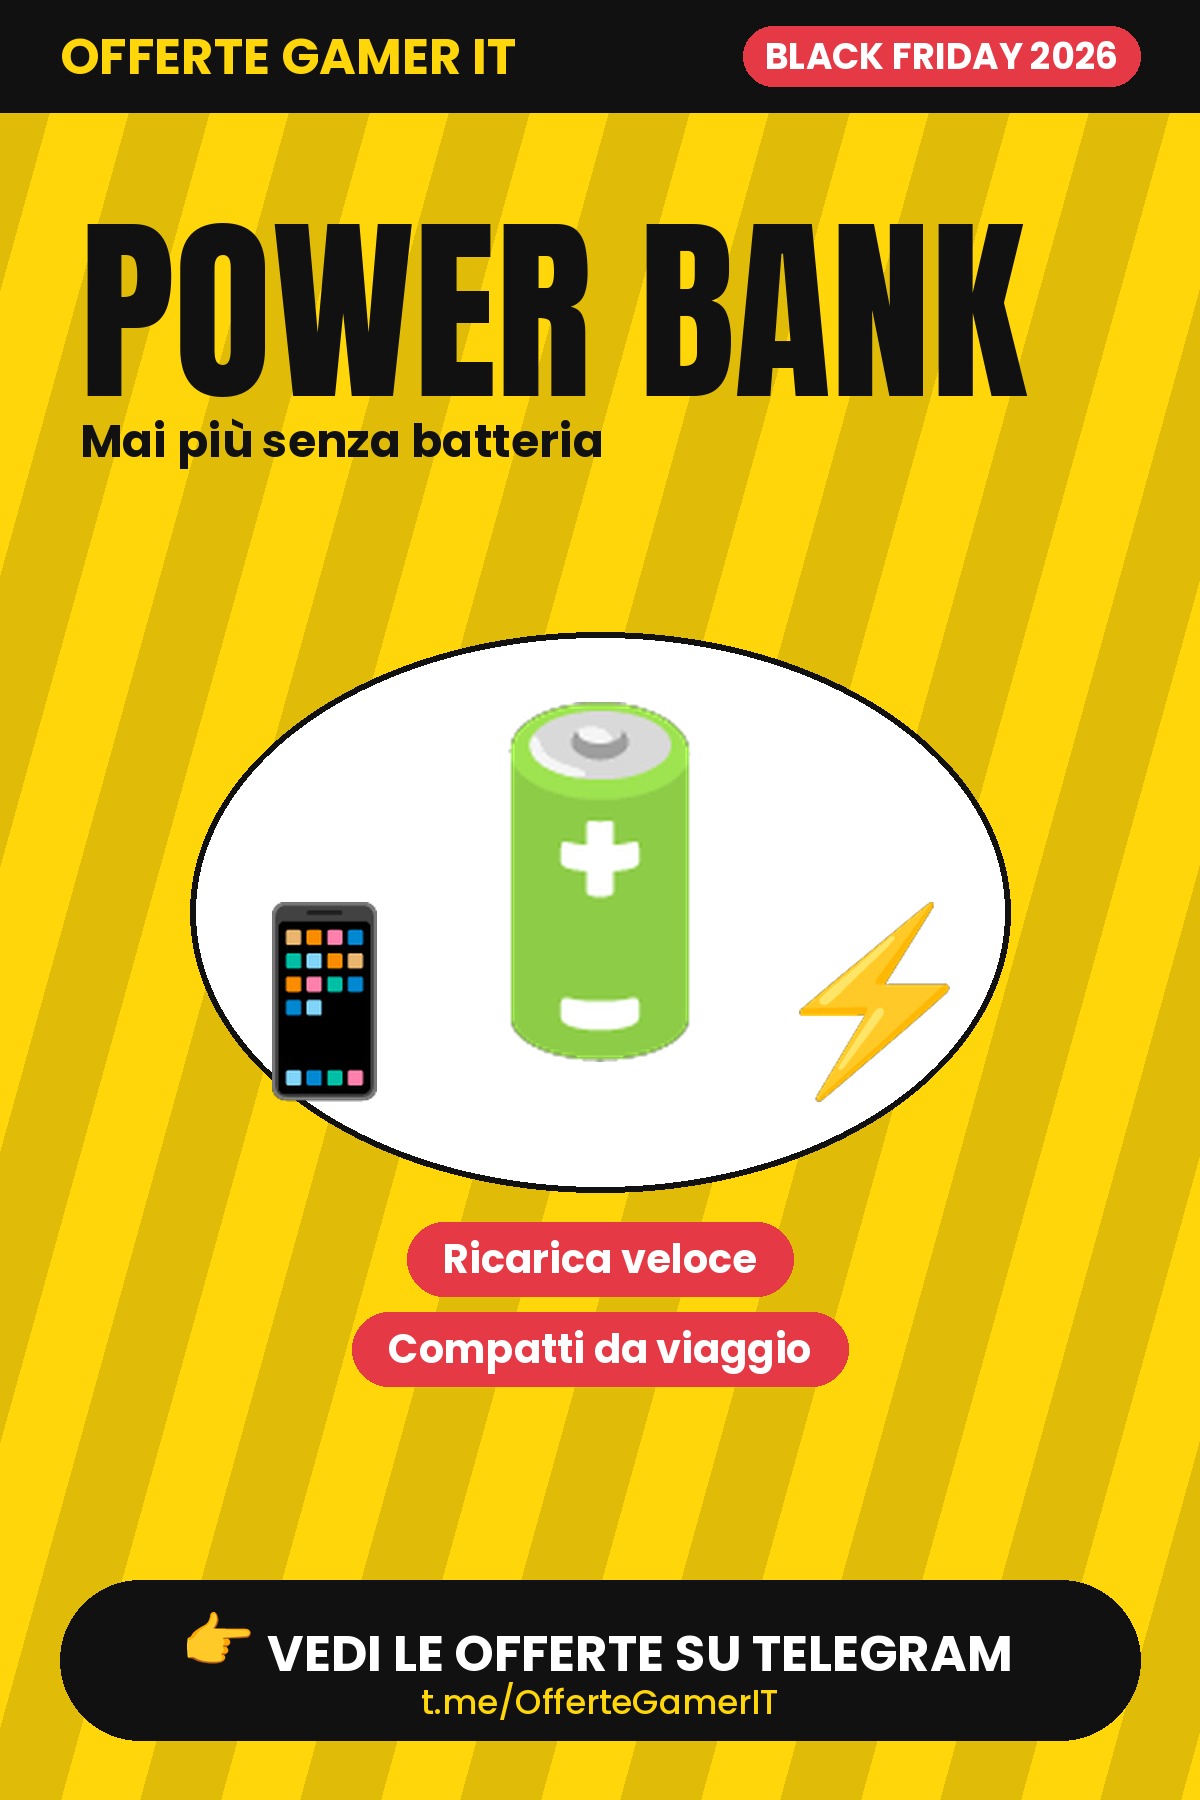 OFFERTE GAMER IT
BLACK FRIDAY 2026
POWER BANK
Mai più senza batteria
Ricarica veloce
Compatti da viaggio
👉 VEDI LE OFFERTE SU TELEGRAM
t.me/OfferteGamerIT